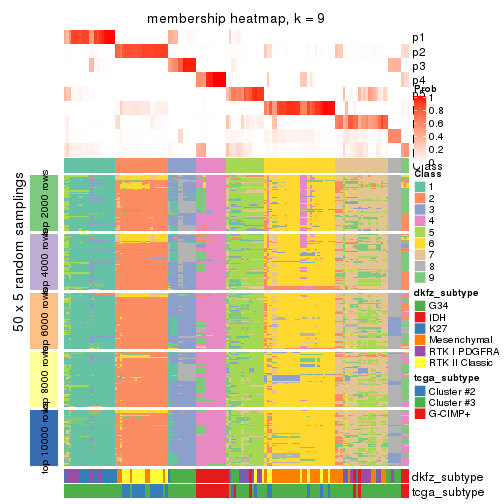 membership heatmap, k = 9
p1
p2
p3
p4
p5
Prob
1
0.8
0.6
0.4
0.2
0
Class
Class
1
2
3
4
5
6
7
8
9
50 x 5 random samplings
top 2000 rows
top 4000 rows
top 6000 rows
top 8000 rows
top 10000 rows
dkfz_subtype
G34
IDH
K27
Mesenchymal
RTK I PDGFRA
RTK II Classic
tcga_subtype
Cluster #2
Cluster #3
G-CIMP+
dkfz_subtype
tcga_subtype